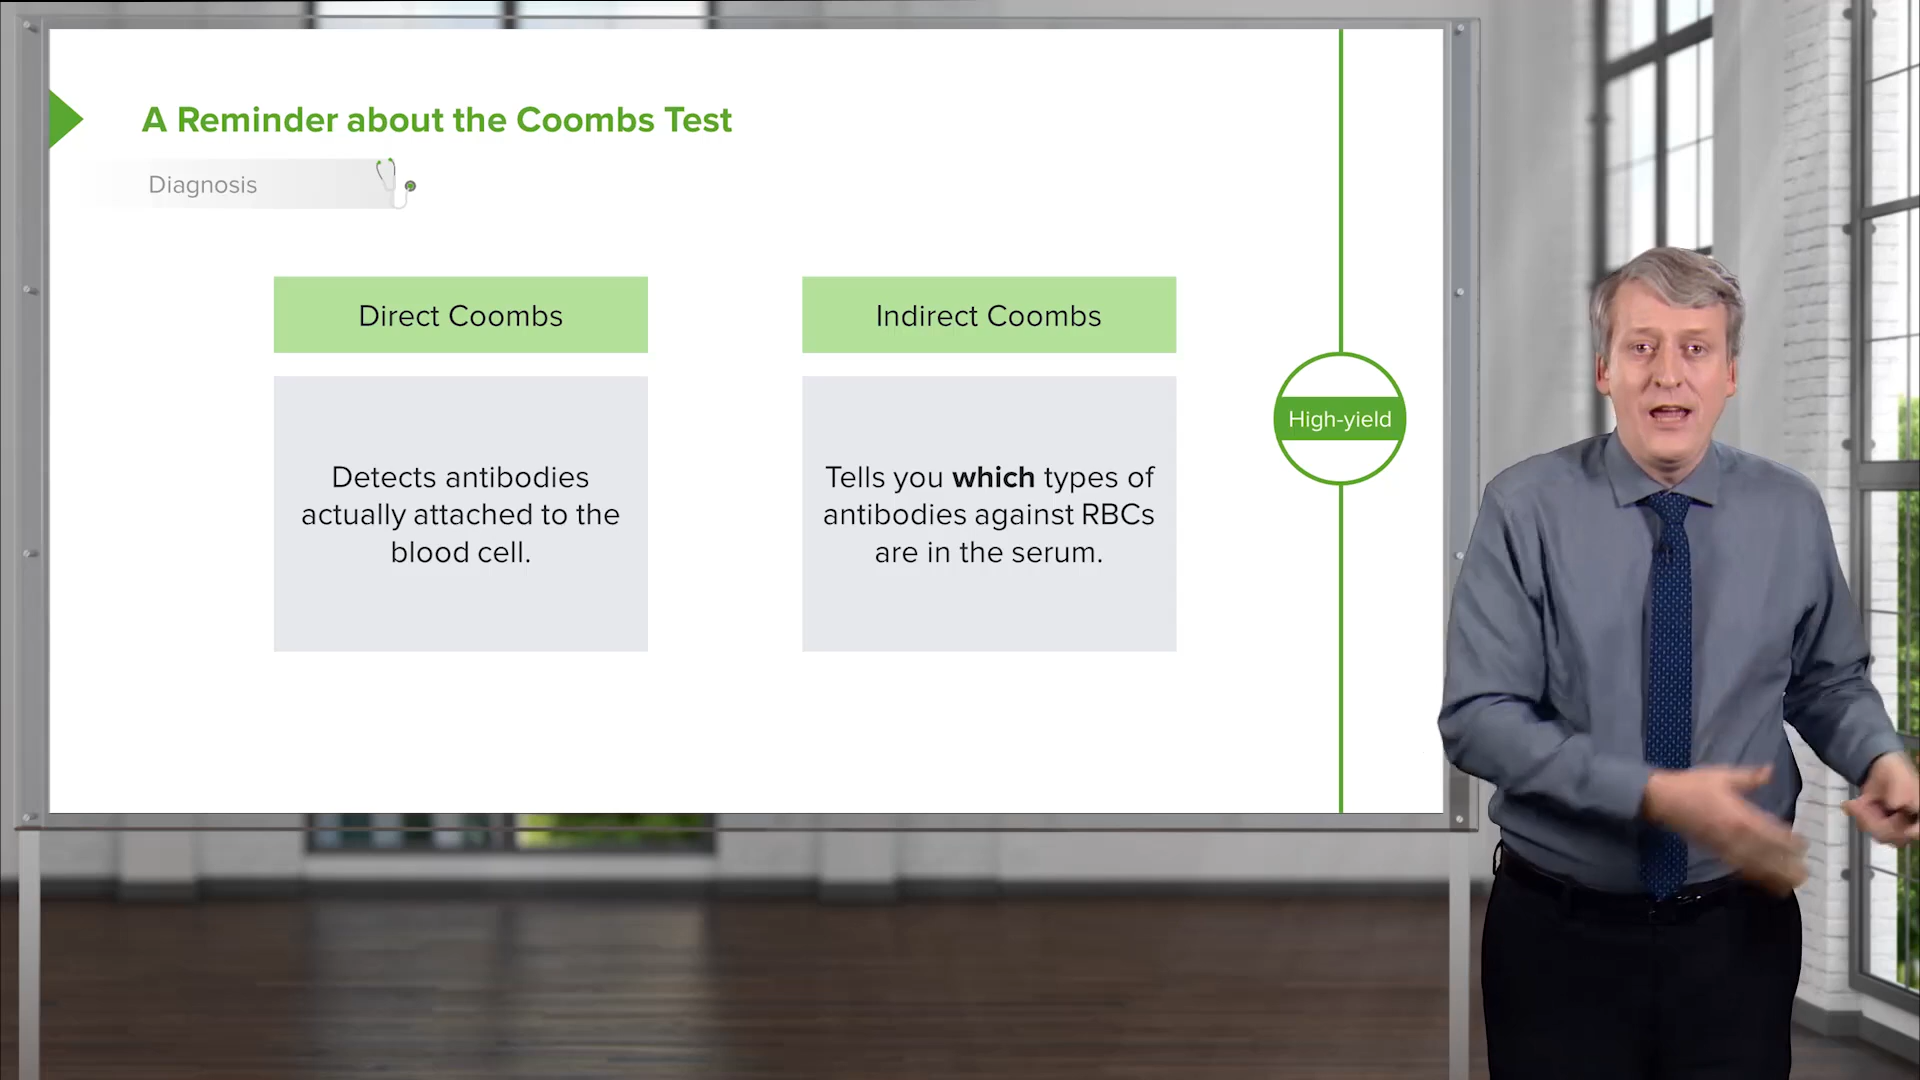 A Reminder about the Coombs Test
Diagnosis
Direct Coombs
Detects antibodies
actually attached to the
blood cell.
Indirect Coombs
Tells you which types of
antibodies against RBCs
are in the serum.
High-yield